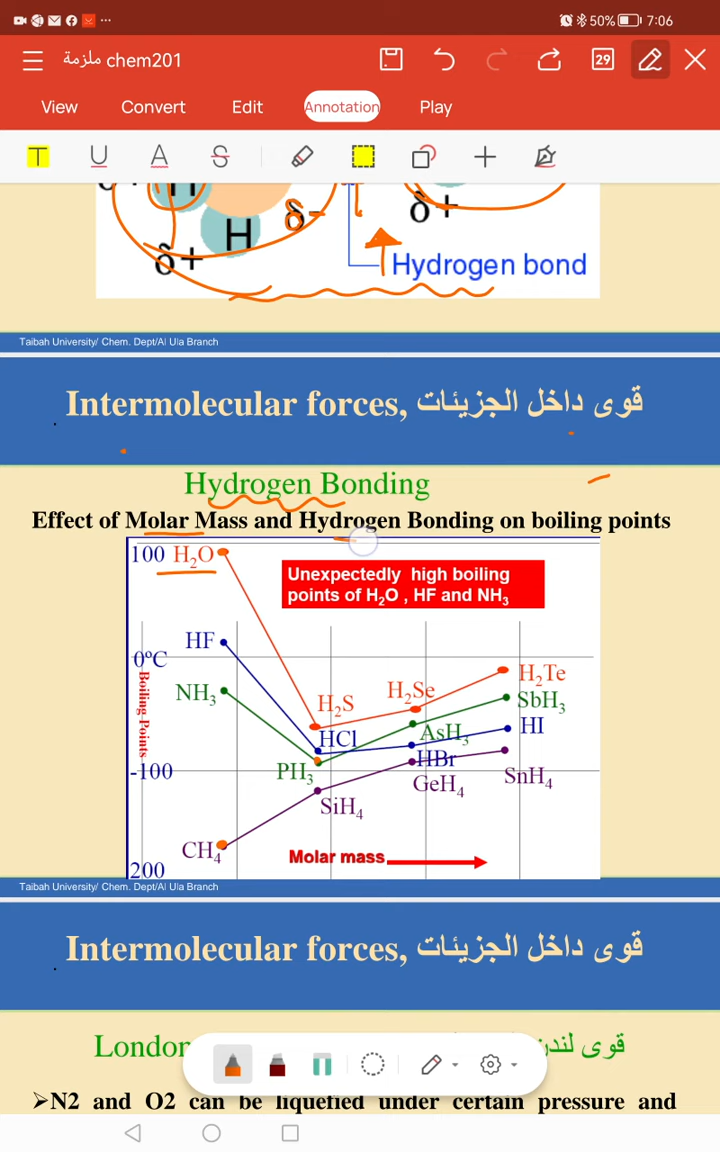 50% 7:06
ملزمة chem201
29
View Convert Edit Annotation Play
T U A S
H
δ-
δ+
H
δ+
Hydrogen bond
Taibah University/ Chem. Dept/Al Ula Branch
Intermolecular forces, قوى داخل الجزيئات
Hydrogen Bonding
Effect of Molar Mass and Hydrogen Bonding on boiling points
100 H₂O
Unexpectedly high boiling
points of H₂O , HF and NH₃
HF
0°C
NH₃
Boiling Points
H₂S
H₂Se
H₂Te
SbH₃
HCl
AsH₃
HI
HBr
-100
PH₃
GeH₄
SnH₄
SiH₄
CH₄
Molar mass
200
Taibah University/ Chem. Dept/Al Ula Branch
Intermolecular forces, قوى داخل الجزيئات
قوى
➢N2 and O2 can be liquefied under certain pressure and